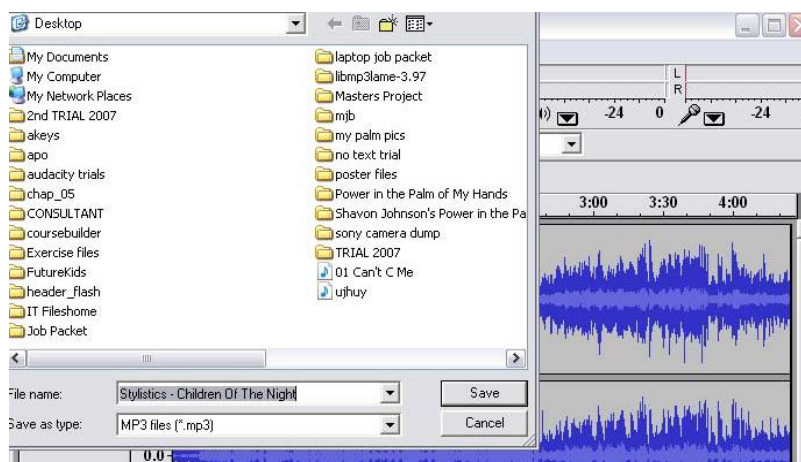 Desktop
My Documents
My Computer
My Network Places
2nd TRIAL 2007
akeys
apo
audacity trials
chap_05
CONSULTANT
coursebuilder
Exercise files
FutureKids
header_flash
IT Fileshome
Job Packet
laptop job packet
libmp3lame-3.97
Masters Project
mjb
my palm pics
no text trial
poster files
Power in the Palm of My Hands
Shavon Johnson's Power in the Pa
sony camera dump
TRIAL 2007
01 Can't C Me
ujhuy
File name: Stylistics - Children Of The Night Save
Save as type: MP3 files (*.mp3) Cancel
L
R
-24 0 -24
3:00 3:30 4:00
0.0